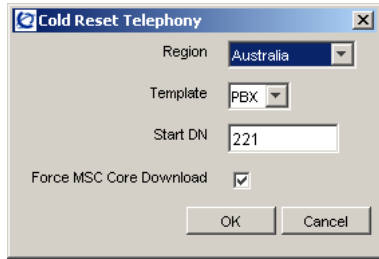 Cold Reset Telephony
Region Australia
Template PBX
Start DN 221
Force MSC Core Download
OK Cancel